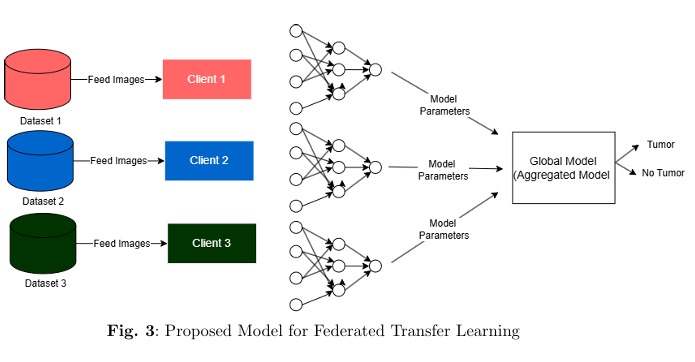 Feed Images
Client 1
Dataset 1
Model
Parameters
Feed Images
Client 2
Dataset 2
Model
Parameters
Global Model
(Aggregated Model
Tumor
No Tumor
Feed Images
Client 3
Dataset 3
Model
Parameters
Fig. 3: Proposed Model for Federated Transfer Learning